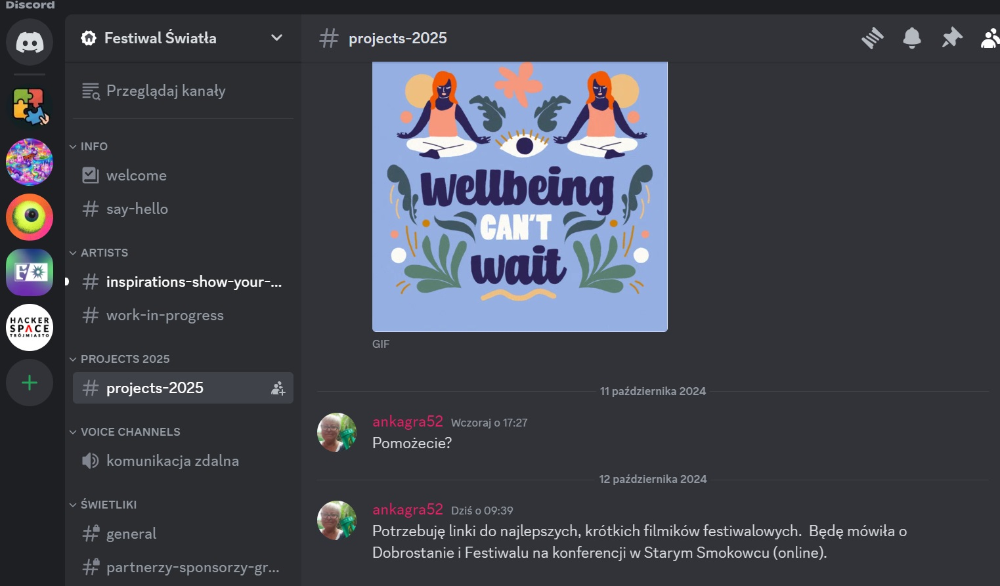 Discord
Festiwal Światła
projects-2025
Przeglądaj kanały
INFO
welcome
say-hello
ARTISTS
inspirations-show-your-...
work-in-progress
PROJECTS 2025
projects-2025
VOICE CHANNELS
komunikacja zdalna
ŚWIETLIKI
general
partnerzy-sponsorzy-gr...
HACKER
SPACE
TRÓJMIASTO
wellbeing
CAN'T
wait
GIF
11 października 2024
ankagra52 Wczoraj o 17:27
Pomożecie?
12 października 2024
ankagra52 Dziś o 09:39
Potrzebuję linki do najlepszych, krótkich filmików festiwalowych. Będę mówiła o
Dobrostanie i Festiwalu na konferencji w Starym Smokowcu (online).